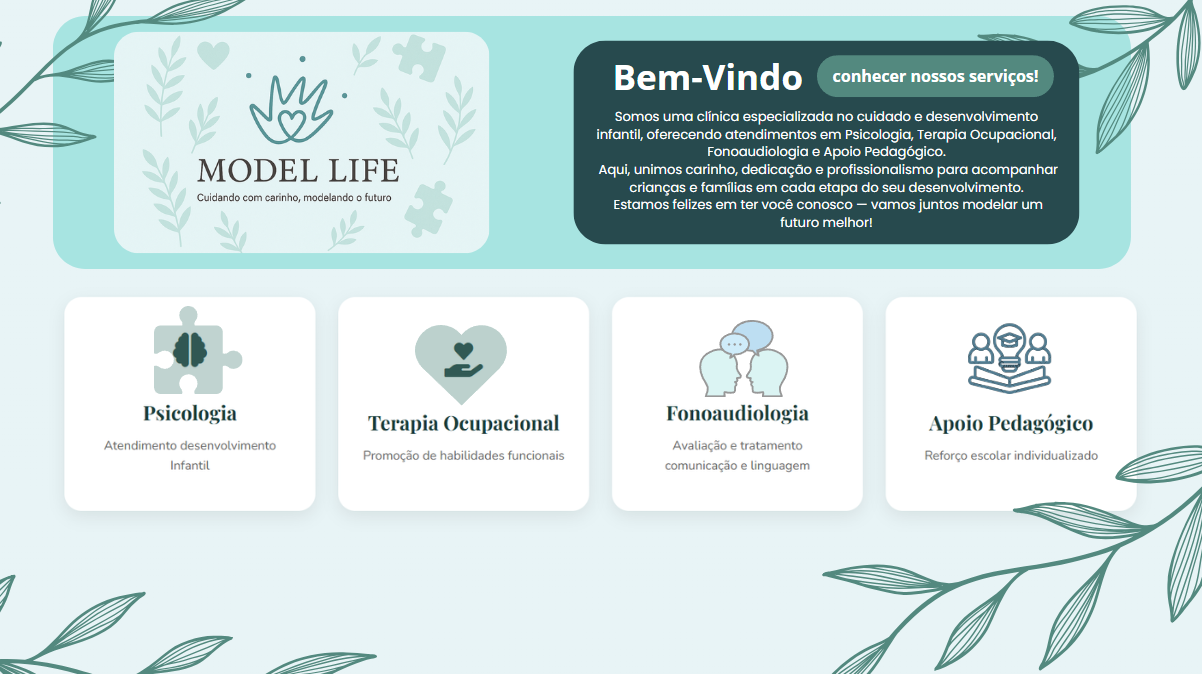 MODEL LIFE
Cuidando com carinho, modelando o futuro
Bem-Vindo
conhecer nossos serviços!
Somos uma clínica especializada no cuidado e desenvolvimento
infantil, oferecendo atendimentos em Psicologia, Terapia Ocupacional,
Fonoaudiologia e Apoio Pedagógico.
Aqui, unimos carinho, dedicação e profissionalismo para acompanhar
crianças e famílias em cada etapa do seu desenvolvimento.
Estamos felizes em ter você conosco — vamos juntos modelar um
futuro melhor!
Psicologia
Atendimento desenvolvimento
Infantil
Terapia Ocupacional
Promoção de habilidades funcionais
Fonoaudiologia
Avaliação e tratamento
comunicação e linguagem
Apoio Pedagógico
Reforço escolar individualizado